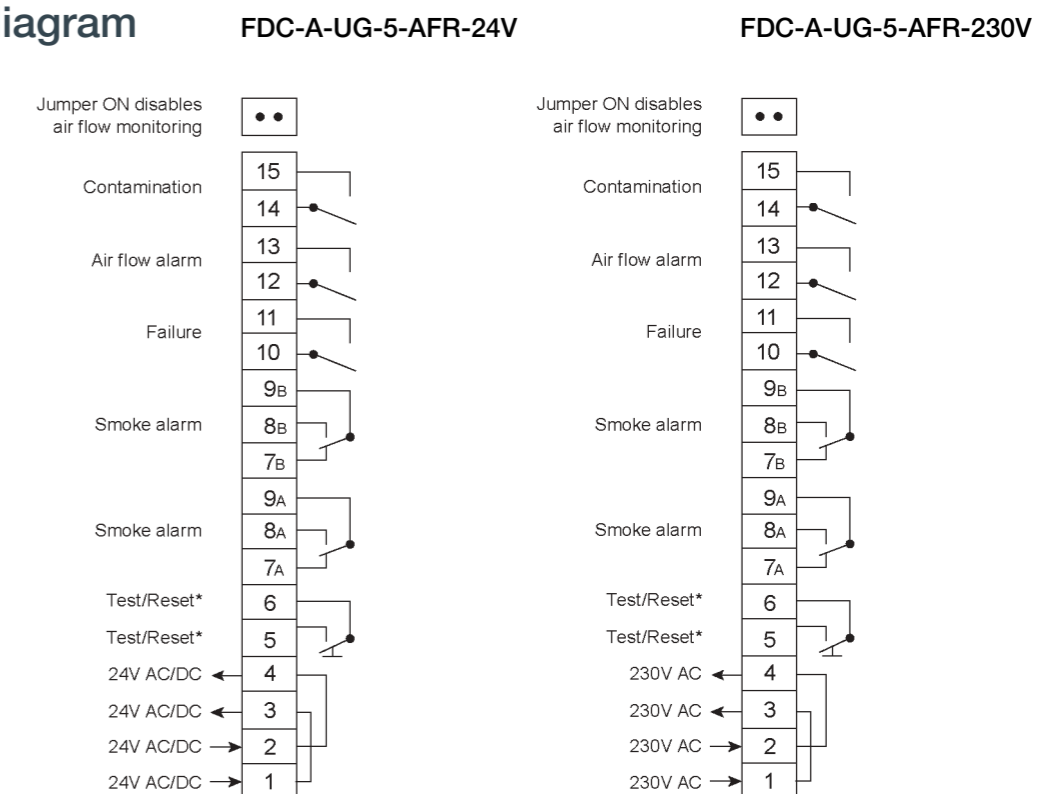 iagram
FDC-A-UG-5-AFR-24V
FDC-A-UG-5-AFR-230V
Jumper ON disables
air flow monitoring
15
Contamination
14
13
Air flow alarm
12
11
Failure
10
9B
Smoke alarm
8B
7B
9A
Smoke alarm
8A
7A
Test/Reset*
6
Test/Reset*
5
24V AC/DC
4
24V AC/DC
3
24V AC/DC
2
24V AC/DC
1
Jumper ON disables
air flow monitoring
15
Contamination
14
13
Air flow alarm
12
11
Failure
10
9B
Smoke alarm
8B
7B
9A
Smoke alarm
8A
7A
Test/Reset*
6
Test/Reset*
5
230V AC
4
230V AC
3
230V AC
2
230V AC
1